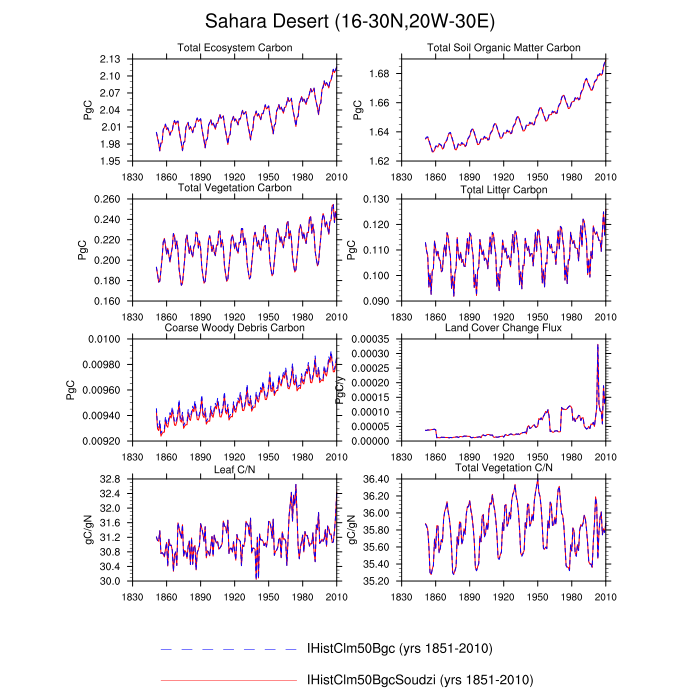 Sahara Desert (16-30N,20W-30E)
Total Ecosystem Carbon
PgC
2.13
2.10
2.07
2.04
2.01
1.98
1.95
1830 1860 1890 1920 1950 1980 2010
Total Soil Organic Matter Carbon
PgC
1.68
1.66
1.64
1.62
1830 1860 1890 1920 1950 1980 2010
Total Vegetation Carbon
PgC
0.260
0.240
0.220
0.200
0.180
0.160
1830 1860 1890 1920 1950 1980 2010
Total Litter Carbon
PgC
0.130
0.120
0.110
0.100
0.090
1830 1860 1890 1920 1950 1980 2010
Coarse Woody Debris Carbon
PgC
0.0100
0.00980
0.00960
0.00940
0.00920
1830 1860 1890 1920 1950 1980 2010
Land Cover Change Flux
PgC/y
0.00035
0.00030
0.00025
0.00020
0.00015
0.00010
0.00005
0.00000
1830 1860 1890 1920 1950 1980 2010
Leaf C/N
gC/gN
32.8
32.4
32.0
31.6
31.2
30.8
30.4
30.0
1830 1860 1890 1920 1950 1980 2010
Total Vegetation C/N
gC/gN
36.40
36.20
36.00
35.80
35.60
35.40
35.20
1830 1860 1890 1920 1950 1980 2010
IHistClm50Bgc (yrs 1851-2010)
IHistClm50BgcSoudzi (yrs 1851-2010)